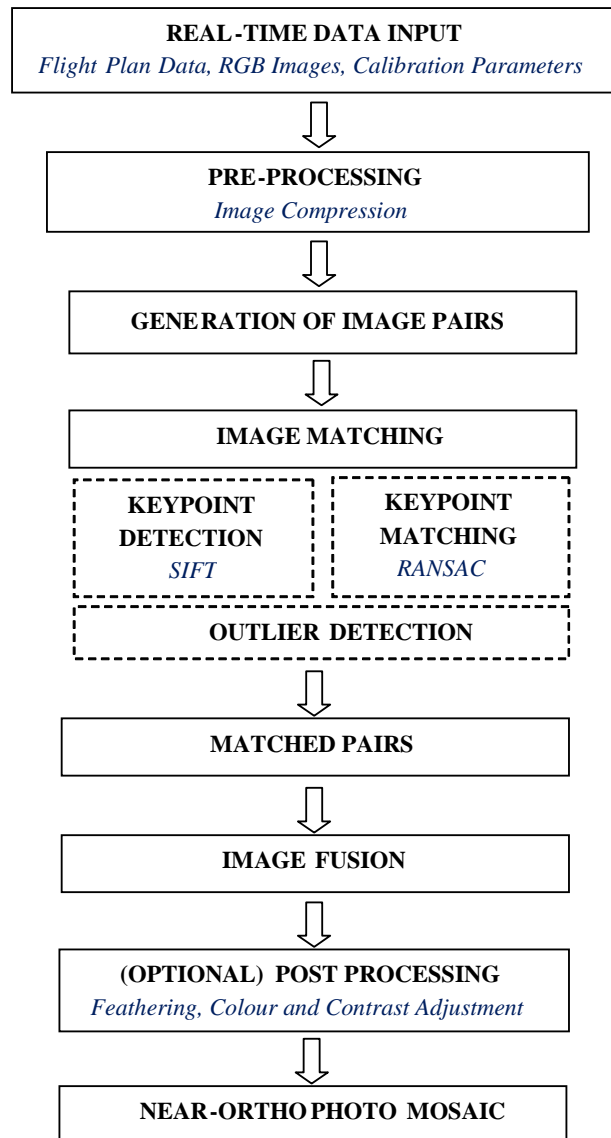 REAL-TIME DATA INPUT
Flight Plan Data, RGB Images, Calibration Parameters
PRE-PROCESSING
Image Compression
GENERATION OF IMAGE PAIRS
IMAGE MATCHING
KEYPOINT
DETECTION
SIFT
KEYPOINT
MATCHING
RANSAC
OUTLIER DETECTION
MATCHED PAIRS
IMAGE FUSION
(OPTIONAL) POST PROCESSING
Feathering, Colour and Contrast Adjustment
NEAR-ORTHOPHOTO MOSAIC